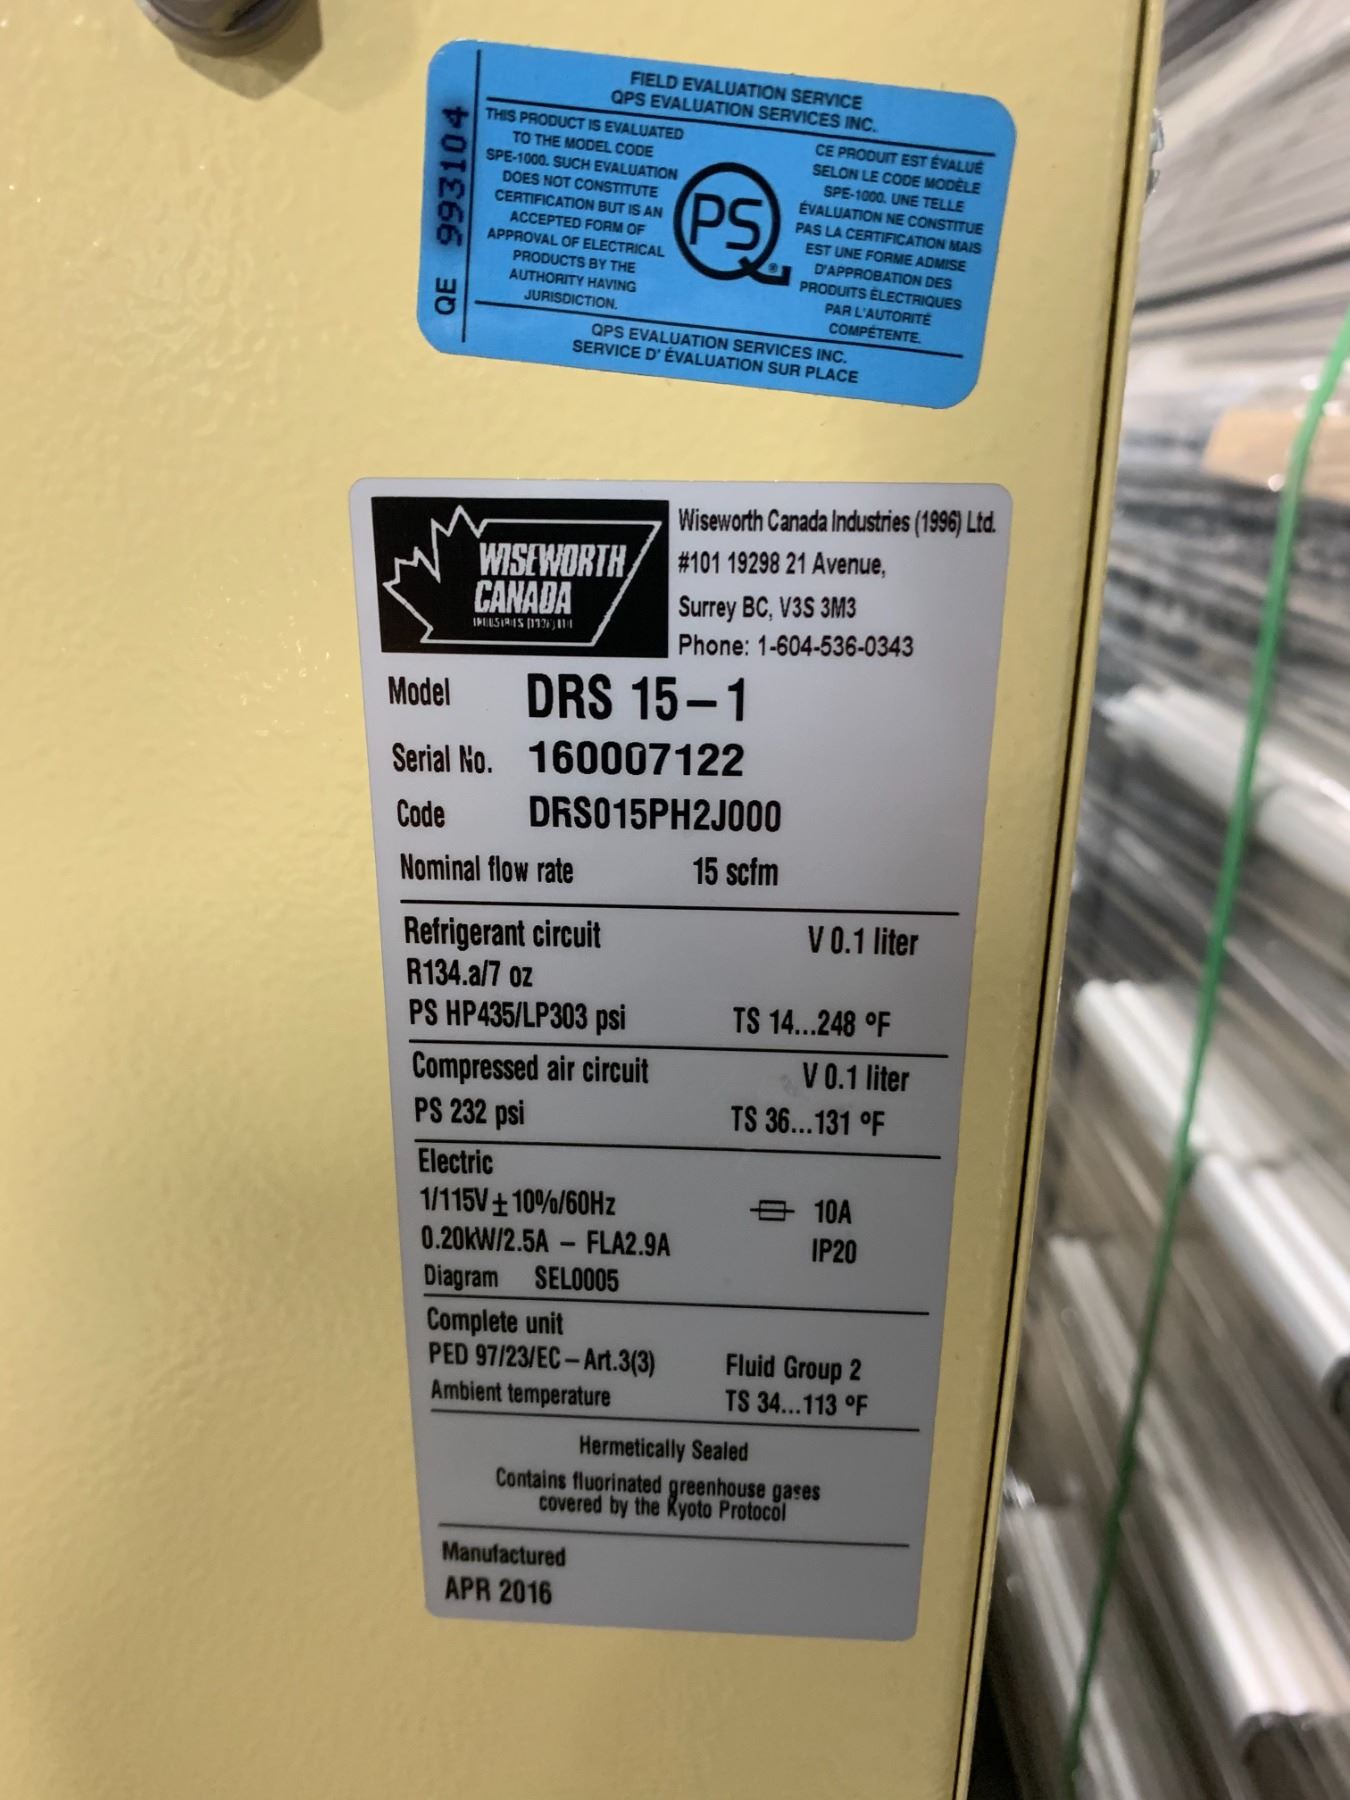 FIELD EVALUATION SERVICE
QPS EVALUATION SERVICES INC.
QE 993104
THIS PRODUCT IS EVALUATED
TO THE MODEL CODE
SPE-1000. SUCH EVALUATION
DOES NOT CONSTITUTE
CERTIFICATION BUT IS AN
ACCEPTED FORM OF
APPROVAL OF ELECTRICAL
PRODUCTS BY THE
AUTHORITY HAVING
JURISDICTION.
QPS®
CE PRODUIT EST ÉVALUÉ
SELON LE CODE MODÈLE
SPE-1000. UNE TELLE
ÉVALUATION NE CONSTITUE
PAS LA CERTIFICATION MAIS
EST UNE FORME ADMISE
D'APPROBATION DES
PRODUITS ÉLECTRIQUES
PAR L'AUTORITÉ
COMPÉTENTE.
QPS EVALUATION SERVICES INC.
SERVICE D' ÉVALUATION SUR PLACE
WISEWORTH
CANADA
Wiseworth Canada Industries (1996) Ltd.
#101 19298 21 Avenue,
Surrey BC, V3S 3M3
Phone: 1-604-536-0343
Model DRS 15-1
Serial No. 160007122
Code DRS015PH2J000
Nominal flow rate 15 scfm
Refrigerant circuit V 0.1 liter
R134.a/7 oz
PS HP435/LP303 psi TS 14...248 °F
Compressed air circuit V 0.1 liter
PS 232 psi TS 36...131 °F
Electric
1/115V ± 10%/60Hz 10A
0.20kW/2.5A – FLA2.9A IP20
Diagram SEL0005
Complete unit
PED 97/23/EC – Art.3(3) Fluid Group 2
Ambient temperature TS 34...113 °F
Hermetically Sealed
Contains fluorinated greenhouse gases
covered by the Kyoto Protocol
Manufactured
APR 2016